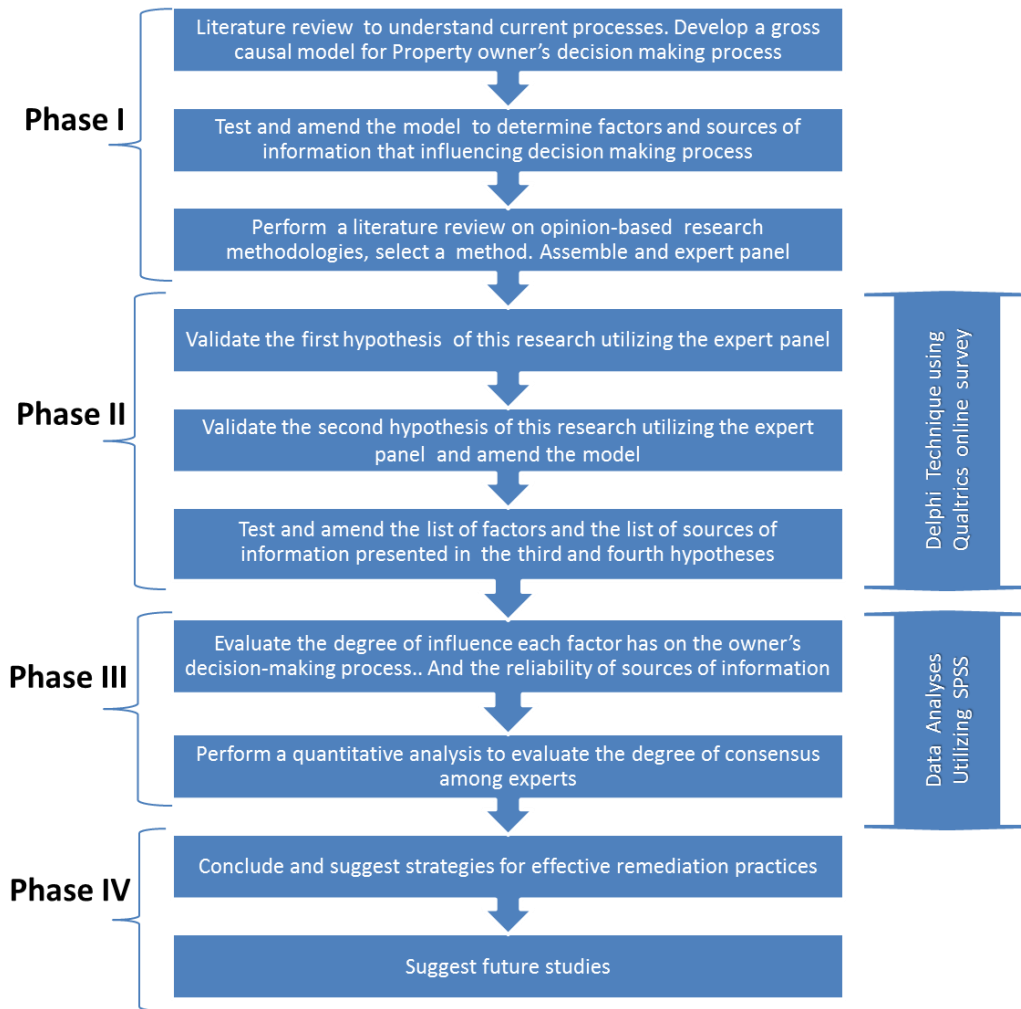 Phase I
Literature review to understand current processes. Develop a gross
causal model for Property owner's decision making process
Test and amend the model to determine factors and sources of
information that influencing decision making process
Perform a literature review on opinion-based research
methodologies, select a method. Assemble and expert panel
Phase II
Validate the first hypothesis of this research utilizing the expert panel
Validate the second hypothesis of this research utilizing the expert
panel and amend the model
Test and amend the list of factors and the list of sources of
information presented in the third and fourth hypotheses
Delphi Technique using
Qualtrics online survey
Phase III
Evaluate the degree of influence each factor has on the owner's
decision-making process.. And the reliability of sources of information
Perform a quantitative analysis to evaluate the degree of consensus
among experts
Data Analyses
Utilizing SPSS
Phase IV
Conclude and suggest strategies for effective remediation practices
Suggest future studies